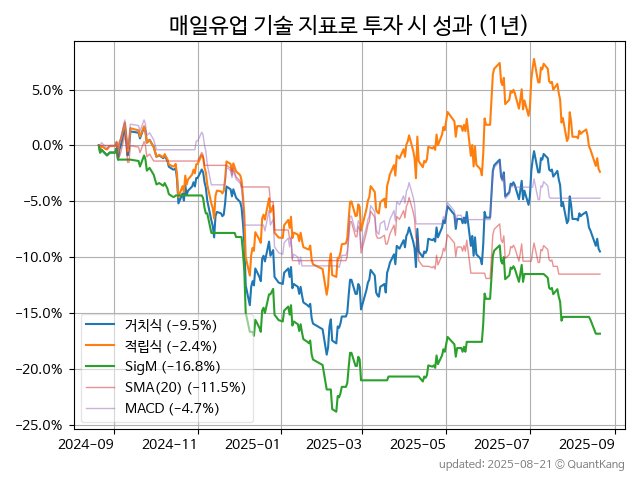 매일유업 기술 지표로 투자 시 성과 (1년)
5.0%
0.0%
−5.0%
−10.0%
−15.0%
−20.0%
−25.0%
거치식 (−9.5%)
적립식 (−2.4%)
SigM (−16.8%)
SMA(20) (−11.5%)
MACD (−4.7%)
2024-09 2024-11 2025-01 2025-03 2025-05 2025-07 2025-09
updated: 2025-08-21 © QuantKang